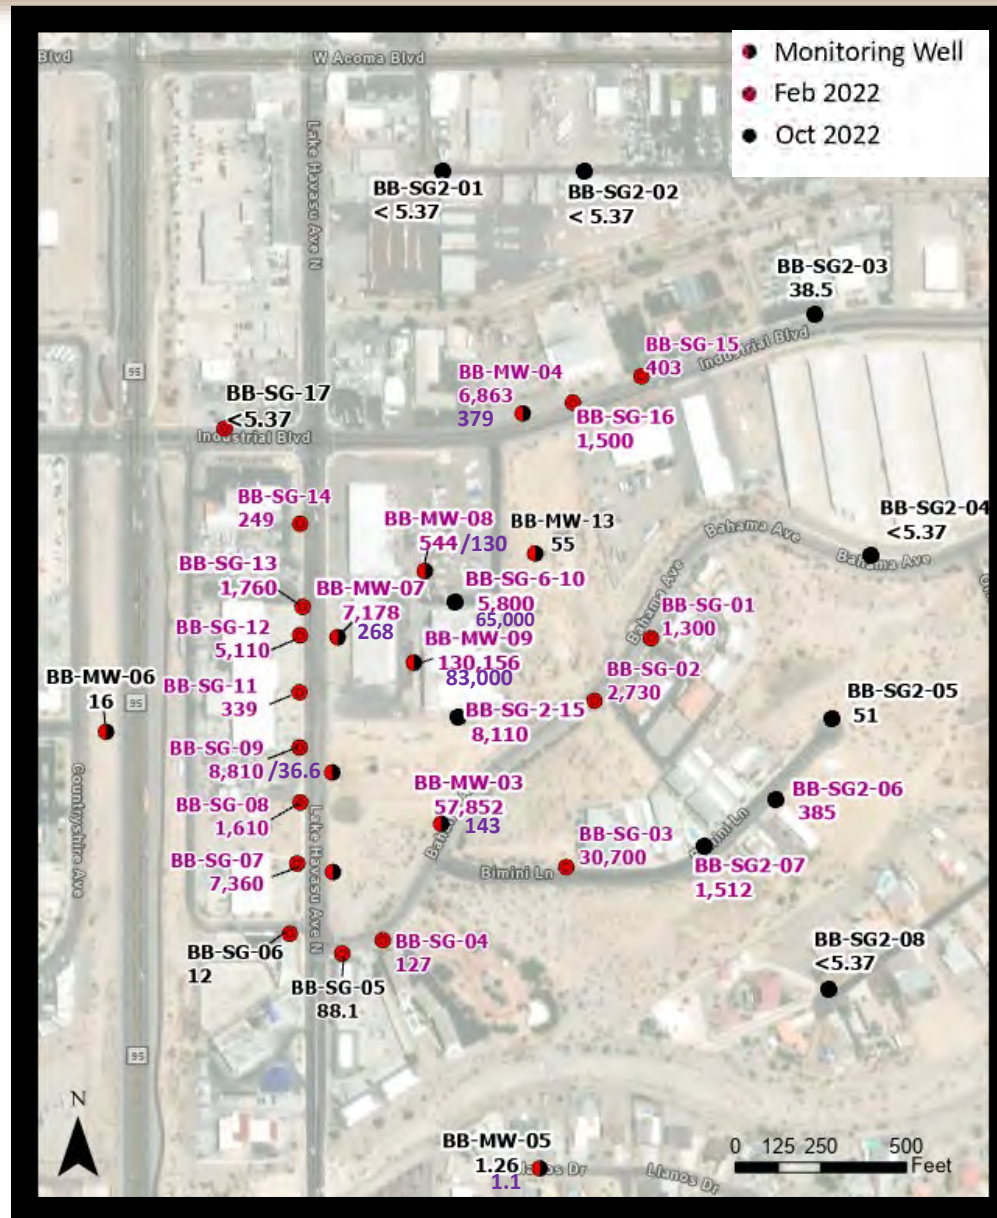 Monitoring Well
Feb 2022
Oct 2022
Blvd
W Acoma Blvd
Lake Havasu Ave N
BB-SG2-01
< 5.37
BB-SG2-02
< 5.37
BB-SG2-03
38.5
Industrial Blvd
BB-SG-15
403
BB-MW-04
6,863
379
BB-SG-16
1,500
95
BB-SG-17
<5.37
Industrial Blvd
BB-SG-14
249
BB-MW-08
544 /130
BB-MW-13
55
BB-SG2-04
<5.37
Bahama Ave
Bahama Ave
BB-SG-13
1,760
BB-MW-07
7,178
268
BB-SG-6-10
5,800
65,000
Bahama Ave
BB-SG-01
1,300
BB-SG-12
5,110
BB-MW-09
130,156
83,000
BB-SG-02
2,730
BB-MW-06
16
95
BB-SG-11
339
BB-SG-2-15
8,110
BB-SG2-05
51
BB-SG-09
8,810 /36.6
BB-MW-03
57,852
143
BB-SG2-06
385
Countryshire Ave
BB-SG-08
1,610
Lake Havasu Ave N
BB-SG-03
30,700
BB-SG-07
7,360
Bimini Ln
BB-SG2-07
1,512
BB-SG-06
12
BB-SG-04
127
BB-SG-05
88.1
BB-SG2-08
<5.37
95
N
BB-MW-05
1.26
1.1
Llanos Dr
0 125 250 500
Feet